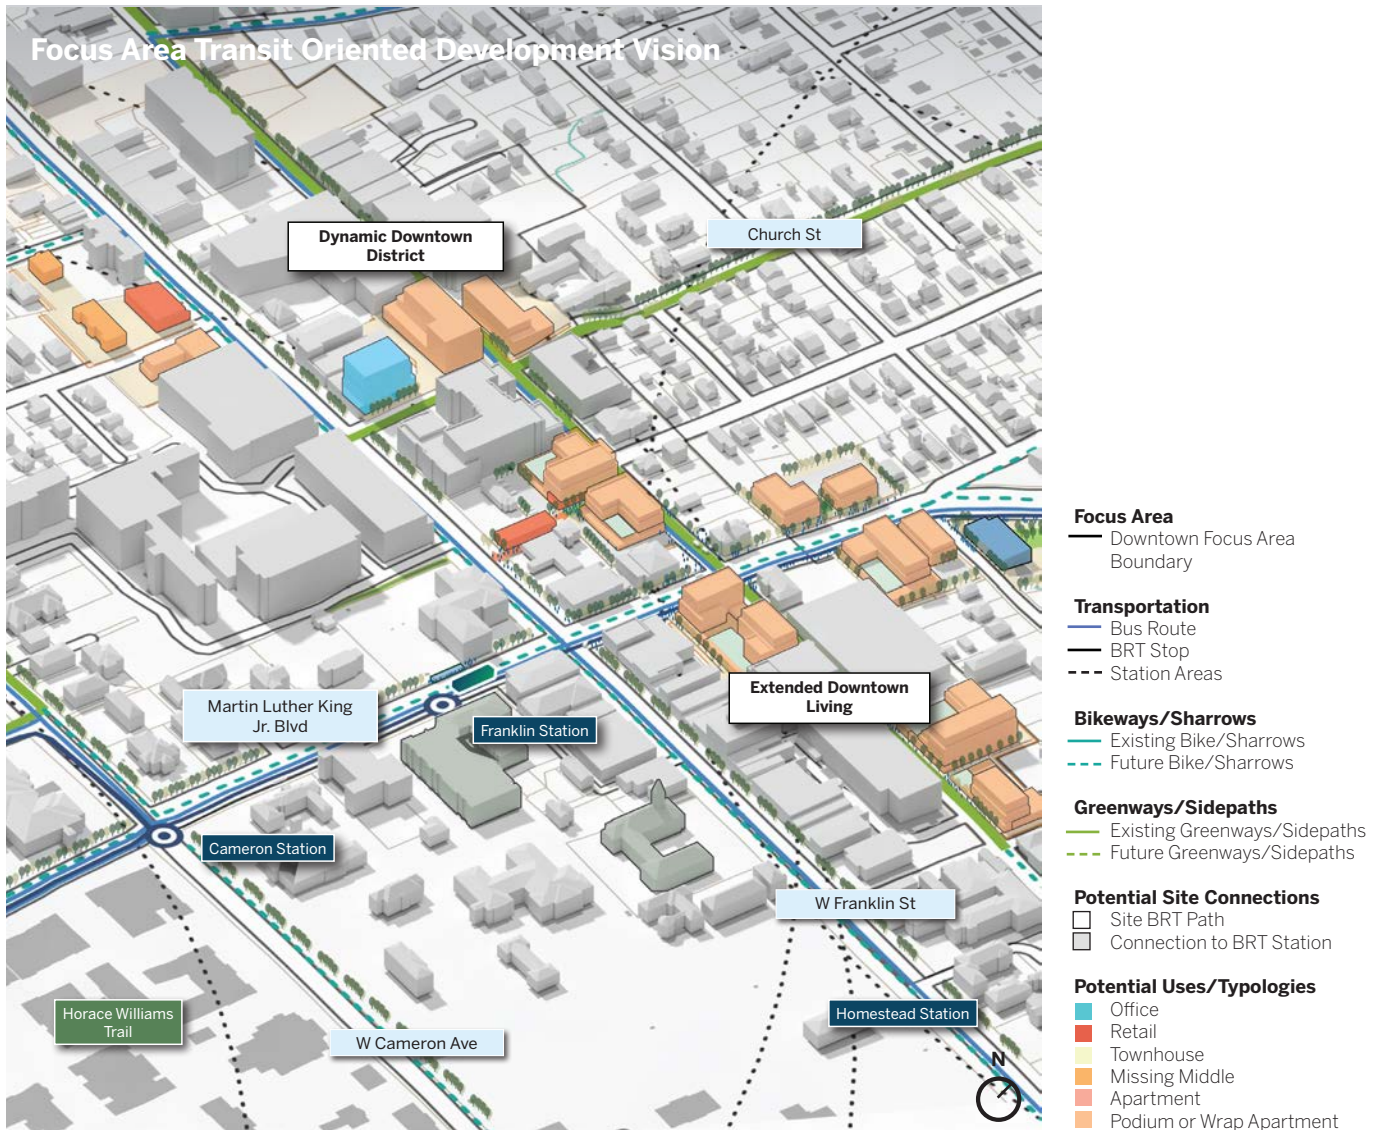 Focus Area Transit Oriented Development Vision
Dynamic Downtown
District
Church St
Martin Luther King
Jr. Blvd
Franklin Station
Extended Downtown
Living
Cameron Station
W Franklin St
Horace Williams
Trail
W Cameron Ave
Homestead Station
N
Focus Area
Downtown Focus Area
Boundary
Transportation
Bus Route
BRT Stop
Station Areas
Bikeways/Sharrows
Existing Bike/Sharrows
Future Bike/Sharrows
Greenways/Sidepaths
Existing Greenways/Sidepaths
Future Greenways/Sidepaths
Potential Site Connections
Site BRT Path
Connection to BRT Station
Potential Uses/Typologies
Office
Retail
Townhouse
Missing Middle
Apartment
Podium or Wrap Apartment